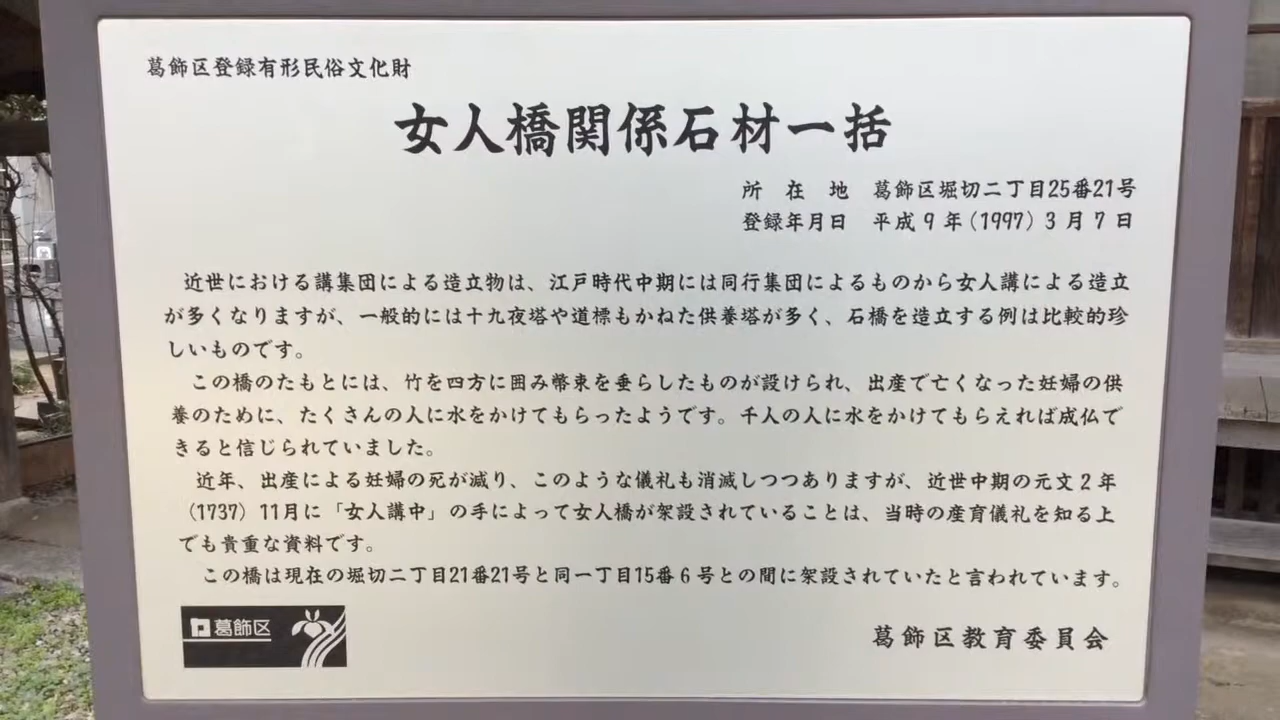 葛飾区登録有形民俗文化財
女人橋関係石材一括
所 在 地 葛飾区堀切二丁目25番21号
登録年月日 平成9年(1997)3月7日
近世における講集団による造立物は、江戸時代中期には同行集団によるものから女人講による造立
が多くなりますが、一般的には十九夜塔や道標もかねた供養塔が多く、石橋を造立する例は比較的珍
しいものです。
この橋のたもとには、竹を四方に囲み幣束を垂らしたものが設けられ、出産で亡くなった妊婦の供
養のために、たくさんの人に水をかけてもらったようです。千人の人に水をかけてもらえれば成仏で
きると信じられていました。
近年、出産による妊婦の死が減り、このような儀礼も消滅しつつありますが、近世中期の元文2年
(1737)11月に「女人講中」の手によって女人橋が架設されていることは、当時の産育儀礼を知る上
でも貴重な資料です。
この橋は現在の堀切二丁目21番21号と同一丁目15番6号との間に架設されていたと言われています。
葛飾区
葛飾区教育委員会